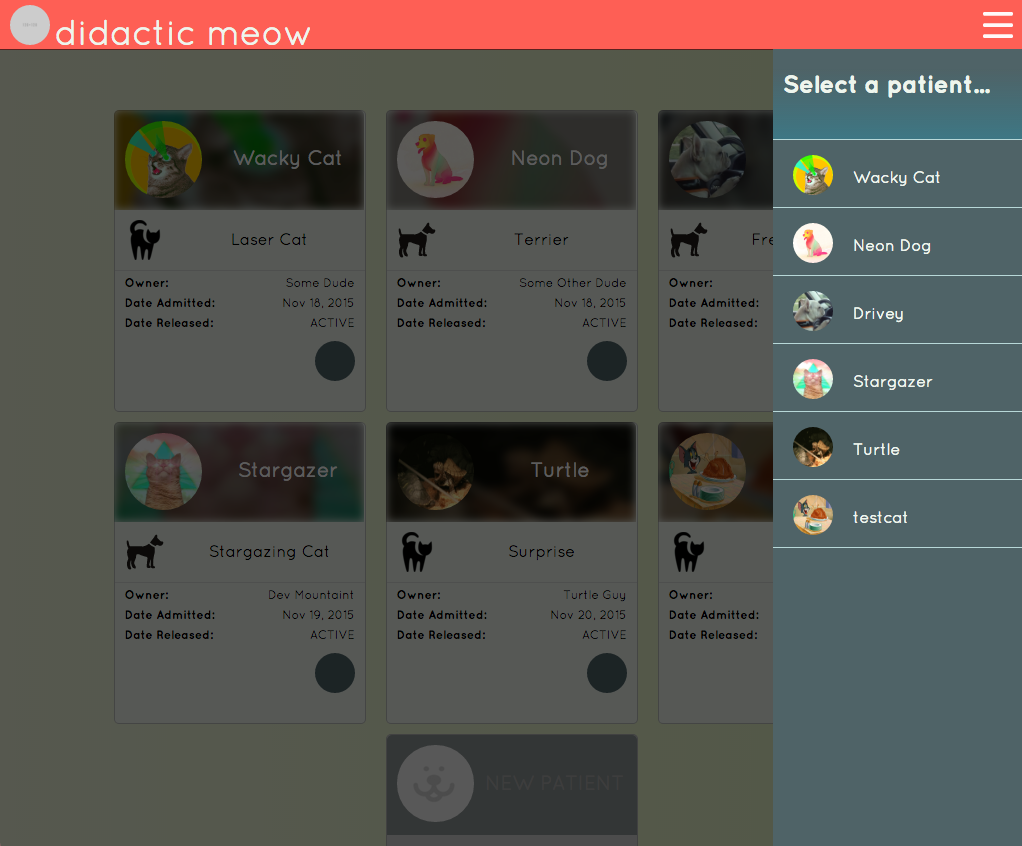 didactic meow
Select a patient...
Wacky Cat
Neon Dog
Drivey
Stargazer
Turtle
testcat
Wacky Cat
Laser Cat
Owner: Some Dude
Date Admitted: Nov 18, 2015
Date Released: ACTIVE
Neon Dog
Terrier
Owner: Some Other Dude
Date Admitted: Nov 18, 2015
Date Released: ACTIVE
Fre
Owner:
Date Admitted:
Date Released:
Stargazer
Stargazing Cat
Owner: Dev Mountaint
Date Admitted: Nov 19, 2015
Date Released: ACTIVE
Turtle
Surprise
Owner: Turtle Guy
Date Admitted: Nov 20, 2015
Date Released: ACTIVE
Owner:
Date Admitted:
Date Released:
NEW PATIENT